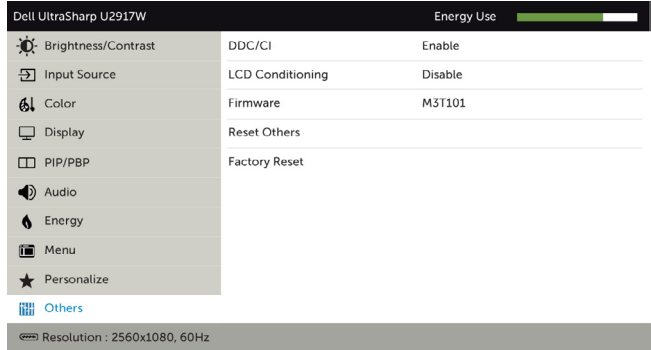 Dell UltraSharp U2917W Energy Use
Brightness/Contrast DDC/CI Enable
Input Source LCD Conditioning Disable
Color Firmware M3T101
Display Reset Others
PIP/PBP Factory Reset
Audio
Energy
Menu
Personalize
Others
Resolution : 2560x1080, 60Hz